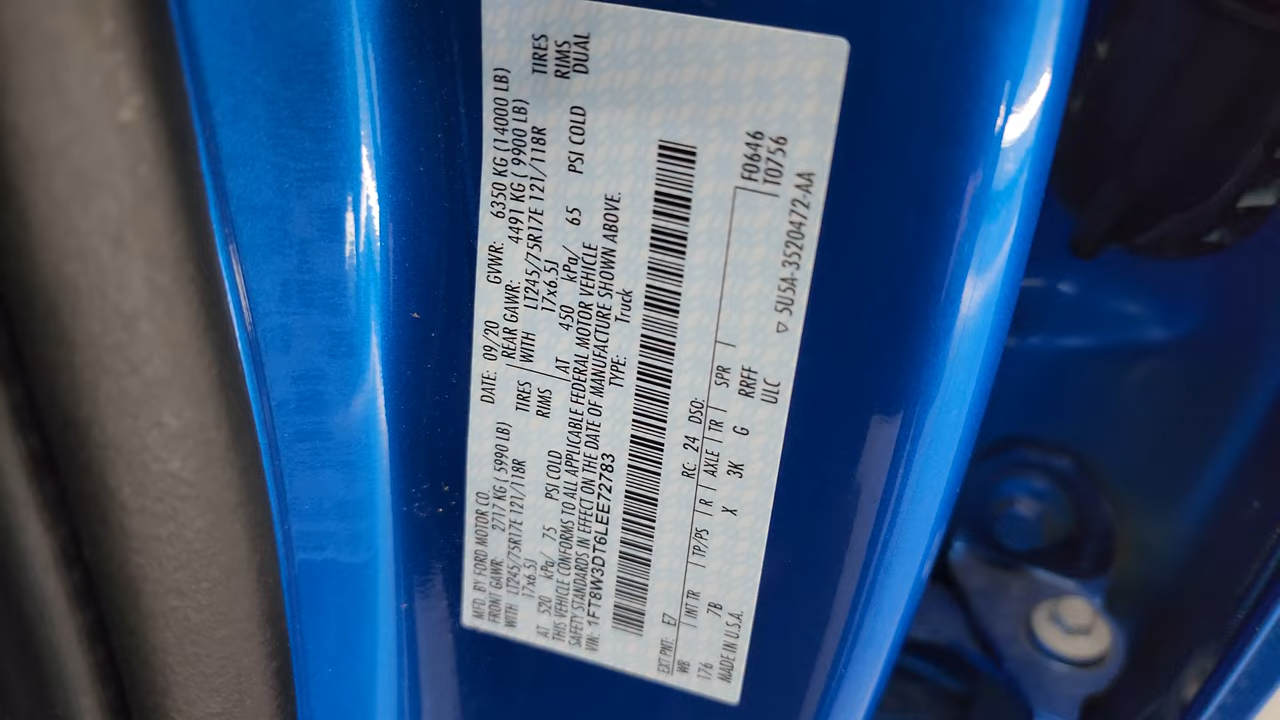 MFD. BY FORD MOTOR CO.
DATE: 09/20 GVWR: 6350 KG (14000 LB)
FRONT GAWR: 2717 KG ( 5990 LB) REAR GAWR: 4491 KG ( 9900 LB)
WITH LT245/75R17E 121/118R TIRES WITH LT245/75R17E 121/118R TIRES
17x6.5J RIMS 17x6.5J RIMS
AT 520 kPa/ 75 PSI COLD AT 450 kPa/ 65 PSI COLD DUAL
THIS VEHICLE CONFORMS TO ALL APPLICABLE FEDERAL MOTOR VEHICLE
SAFETY STANDARDS IN EFFECT ON THE DATE OF MANUFACTURE SHOWN ABOVE.
VIN: 1FT8W3DT6LEE72783 TYPE: Truck
F0646
T0756
EXT PNT: E7 RC: 24 DSO:
WB INT TR TP/PS R AXLE TR SPR
176 7B X 3K G RRFF
ULC
MADE IN U.S.A. ▽ 5U5A-3520472-AA